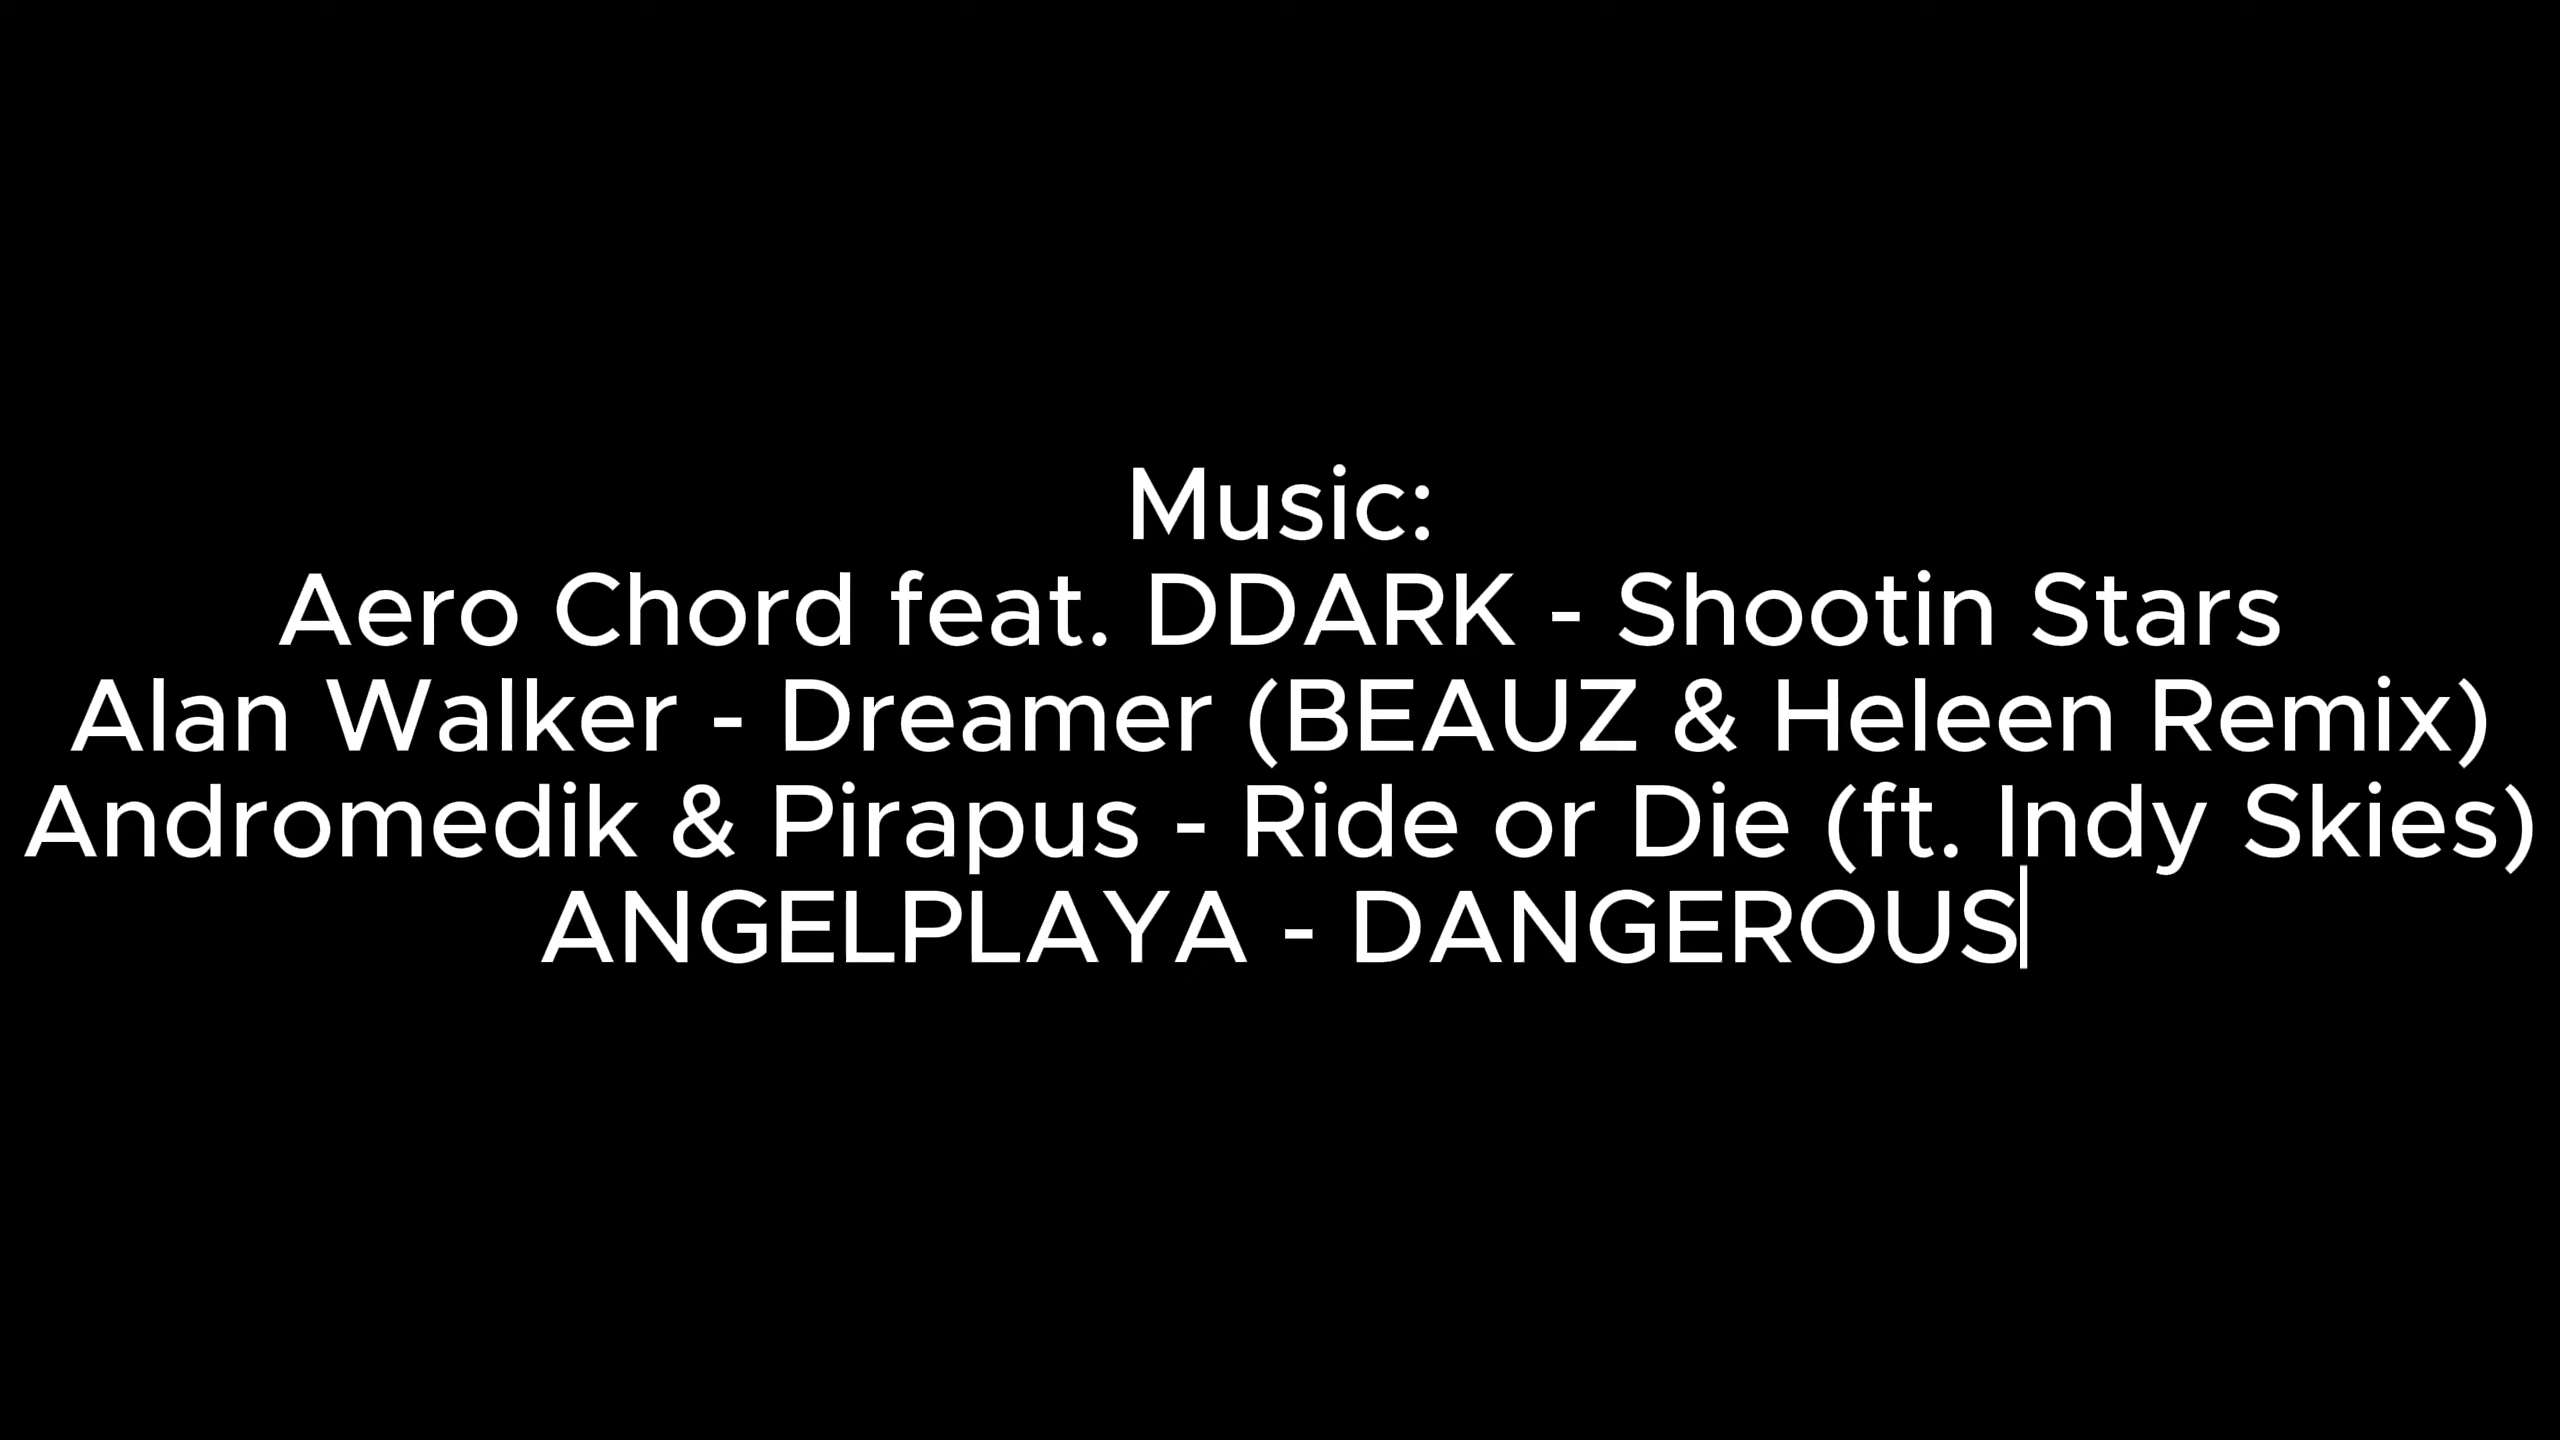 Music:
Aero Chord feat. DDARK - Shootin Stars
Alan Walker - Dreamer (BEAUZ & Heleen Remix)
Andromedik & Pirapus - Ride or Die (ft. Indy Skies)
ANGELPLAYA - DANGEROUS